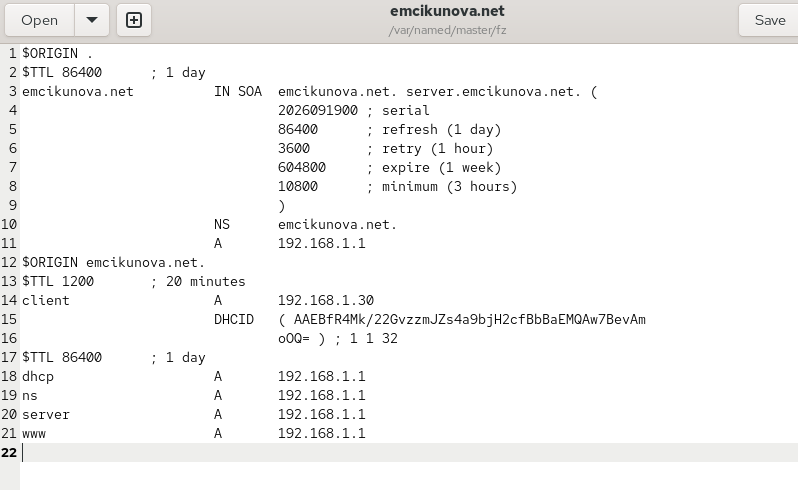 Open
emcikunova.net
/var/named/master/fz
Save
1 $ORIGIN .
2 $TTL 86400 ; 1 day
3 emcikunova.net IN SOA emcikunova.net. server.emcikunova.net. (
4 2026091900 ; serial
5 86400 ; refresh (1 day)
6 3600 ; retry (1 hour)
7 604800 ; expire (1 week)
8 10800 ; minimum (3 hours)
9 )
10 NS emcikunova.net.
11 A 192.168.1.1
12 $ORIGIN emcikunova.net.
13 $TTL 1200 ; 20 minutes
14 client A 192.168.1.30
15 DHCID ( AAEBfR4Mk/22GvzzmJZs4a9bjH2cfBbBaEMQAw7BevAm
16 oOQ= ) ; 1 1 32
17 $TTL 86400 ; 1 day
18 dhcp A 192.168.1.1
19 ns A 192.168.1.1
20 server A 192.168.1.1
21 www A 192.168.1.1
22